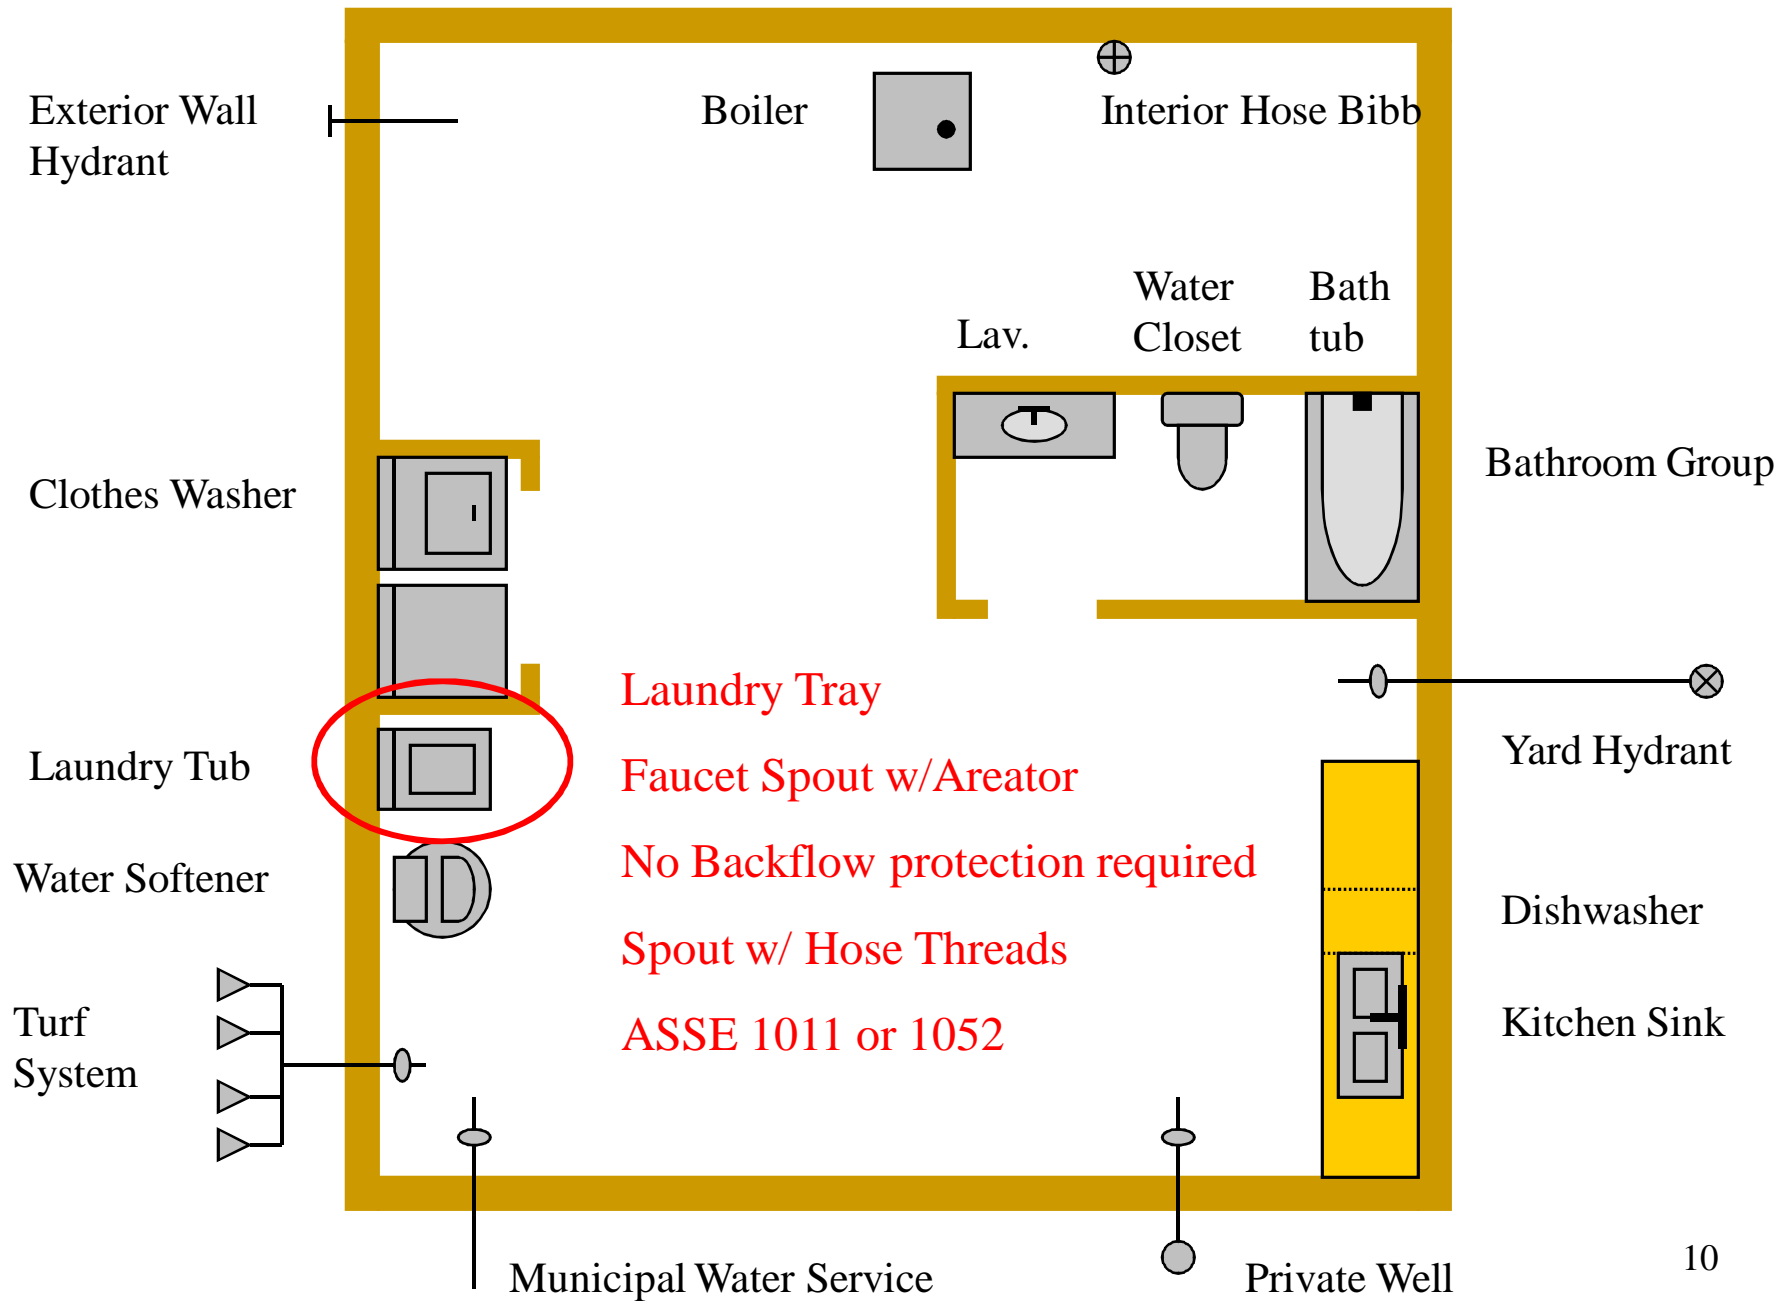 Exterior Wall
Hydrant
Boiler
Interior Hose Bibb
Water
Closet
Bath
tub
Lav.
Bathroom Group
Clothes Washer
Laundry Tray
Laundry Tub
Faucet Spout w/Areator
Yard Hydrant
No Backflow protection required
Water Softener
Dishwasher
Spout w/ Hose Threads
Turf
System
ASSE 1011 or 1052
Kitchen Sink
Municipal Water Service
Private Well
10